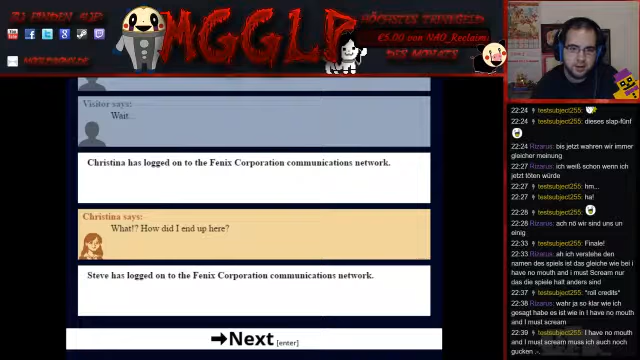 ZU FINDEN AUF
MGGLP
HÖCHSTES TRINKGELD
€5.00 von NAO_Reclaim
DES MONATS
MGGLPHOME.DE
Visitor says:
Wait...
Christina has logged on to the Fenix Corporation communications network.
Christina says:
What!? How did I end up here?
Steve has logged on to the Fenix Corporation communications network.
➡Next [enter]
22:24 testsubject255:
22:24 testsubject255: dieses slap-fünf
22:24 Rizarus: bis jetzt wahren wir immer
gleicher meinung
22:27 Rizarus: ich weiß schon wenn ich
jetzt töten würde
22:27 testsubject255: hm...
22:27 testsubject255: ha!
22:28 testsubject255:
22:28 Rizarus: ach nö wir sind uns un
einig
22:33 testsubject255: Finale!
22:33 Rizarus: ah ich verstehe den
namen des spiels ist das gleiche wie bei i
have no mouth and i must Scream nur
das die spiele halt anders sind
22:37 testsubject255: *roll credits*
22:38 Rizarus: wahr ja so klar wie ich
gesagt habe es ist wie in I have no mouth
and I must scream
22:39 testsubject255: I have no mouth
and I must scream muss ich auch noch
gucken